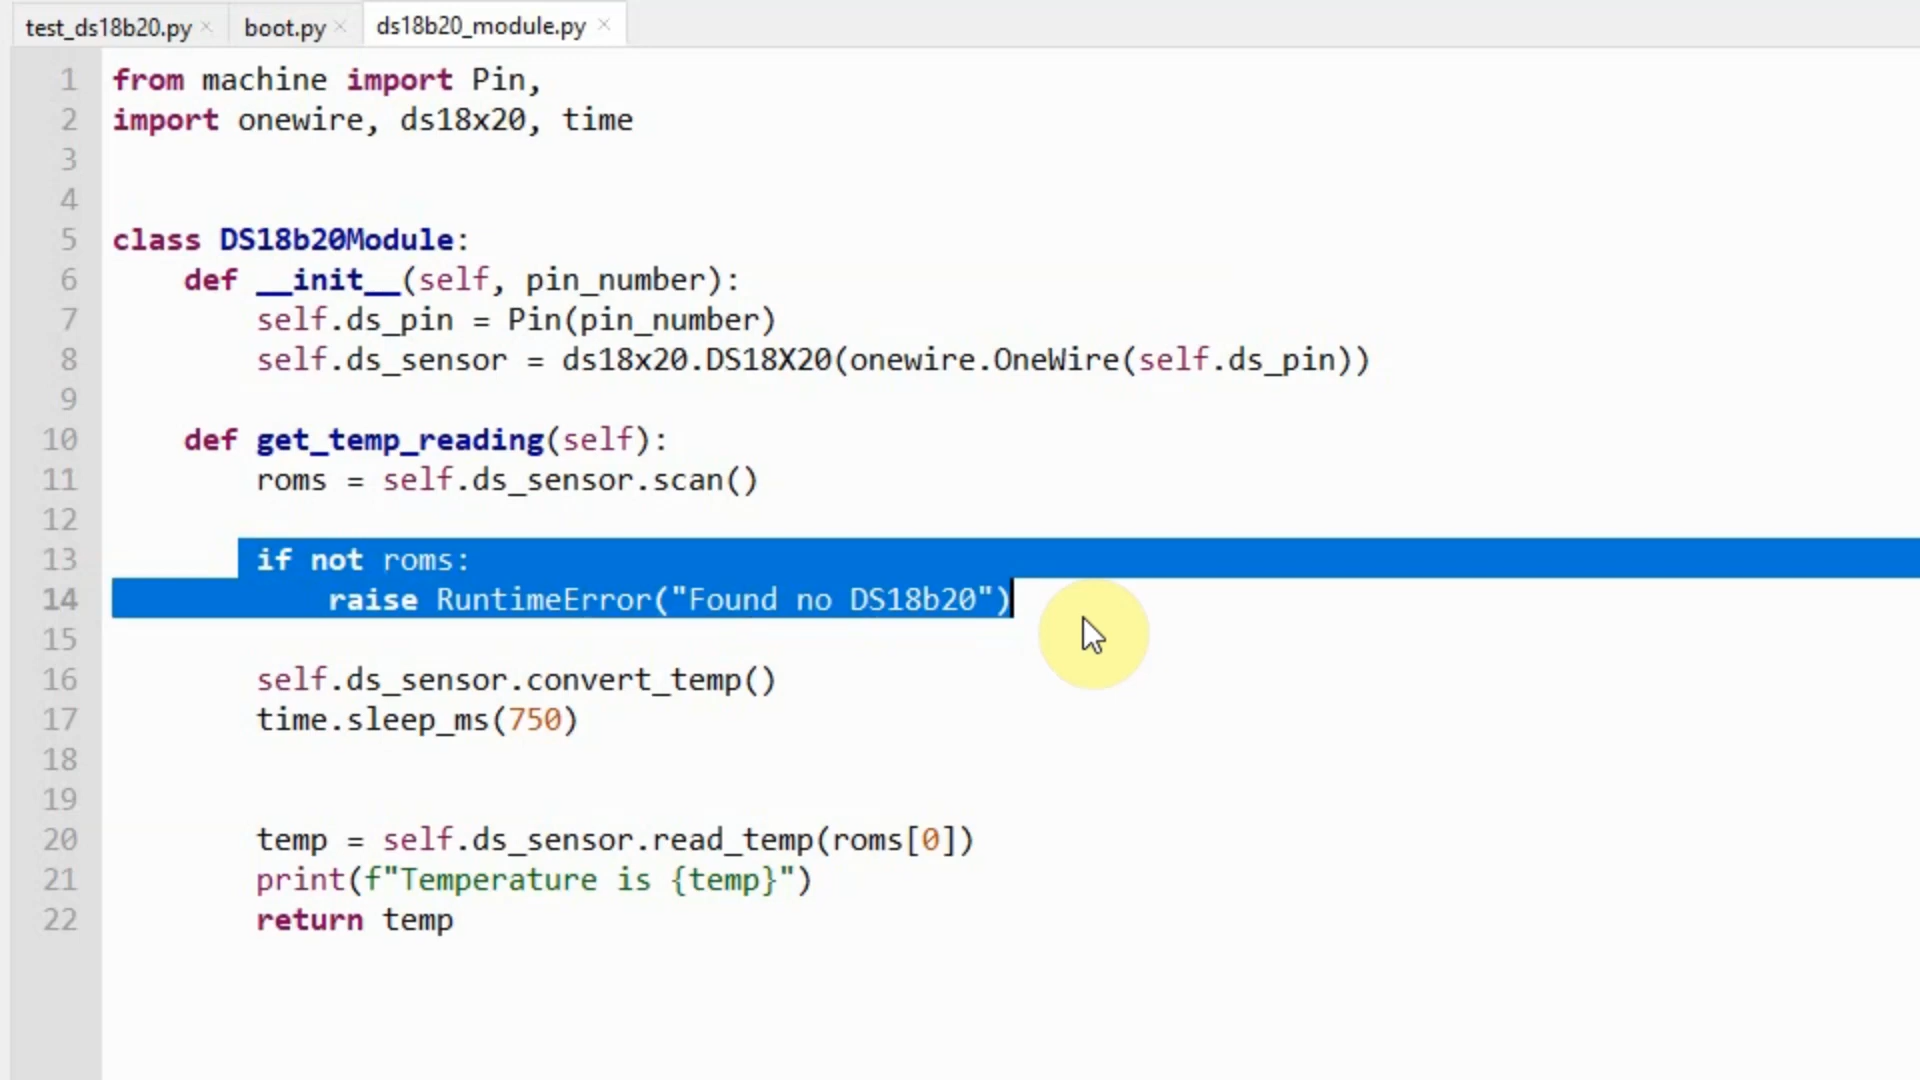 test_ds18b20.py × boot.py × ds18b20_module.py ×
1 from machine import Pin,
2 import onewire, ds18x20, time
3
4
5 class DS18b20Module:
6     def __init__(self, pin_number):
7         self.ds_pin = Pin(pin_number)
8         self.ds_sensor = ds18x20.DS18X20(onewire.OneWire(self.ds_pin))
9
10     def get_temp_reading(self):
11         roms = self.ds_sensor.scan()
12
13         if not roms:
14             raise RuntimeError("Found no DS18b20")
15
16         self.ds_sensor.convert_temp()
17         time.sleep_ms(750)
18
19
20         temp = self.ds_sensor.read_temp(roms[0])
21         print(f"Temperature is {temp}")
22         return temp